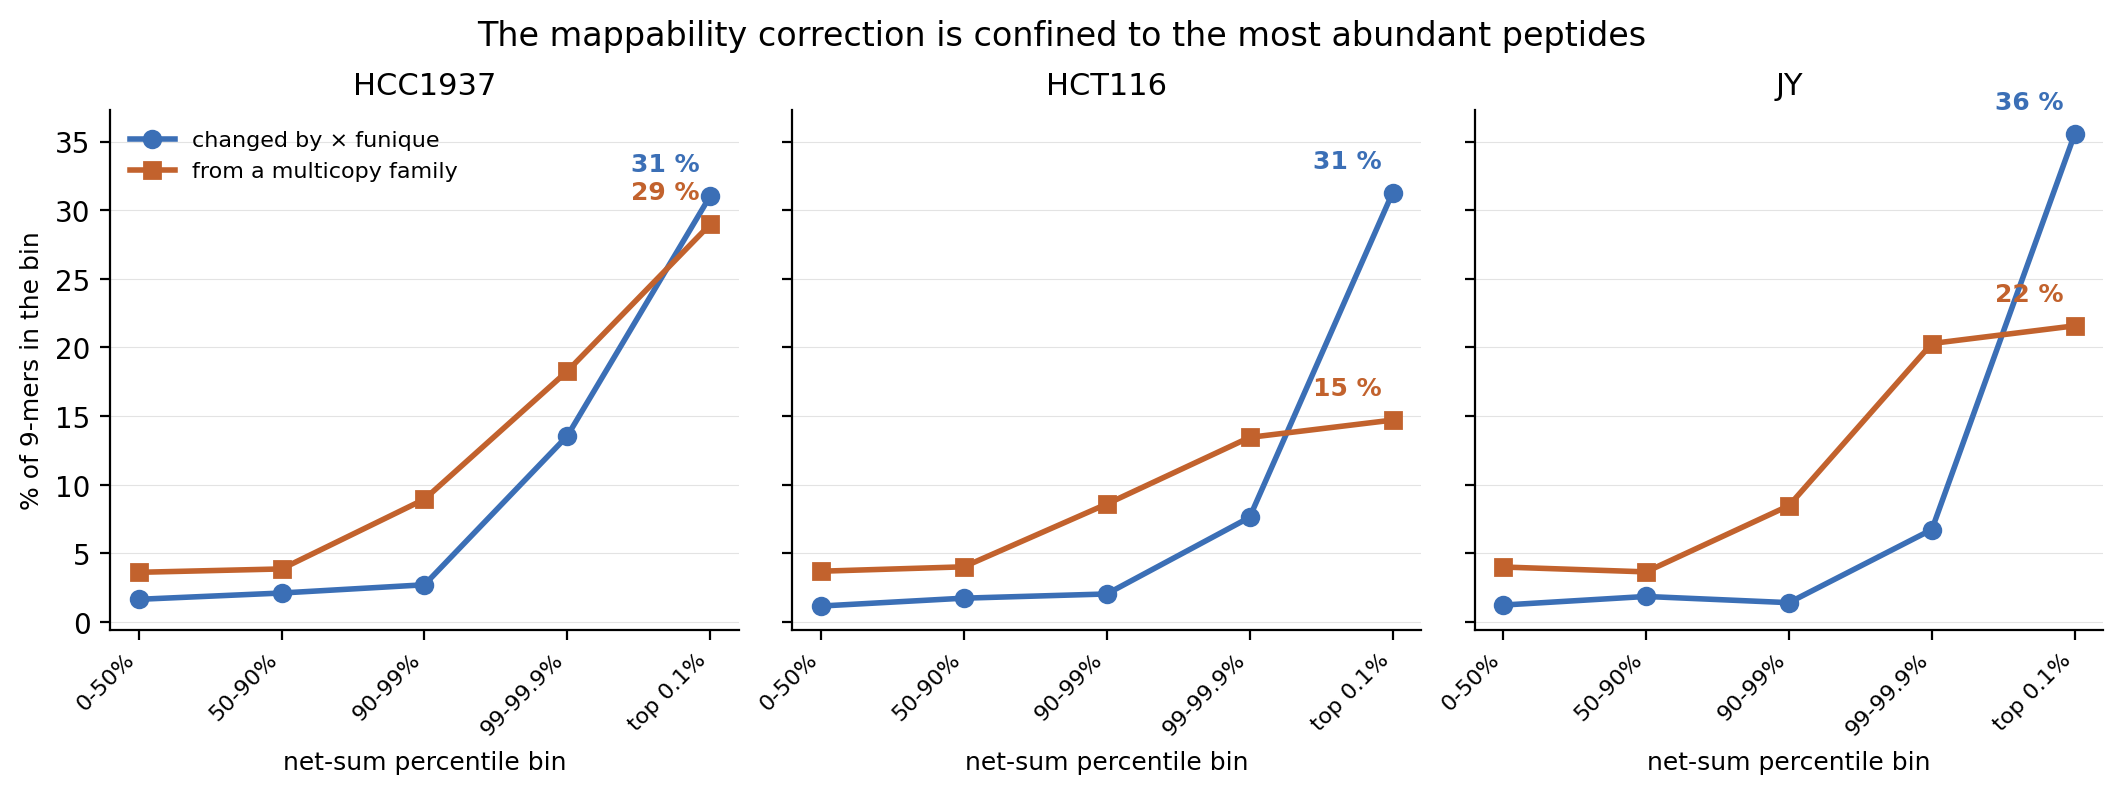 The mappability correction is confined to the most abundant peptides
HCC1937
HCT116
JY
% of 9-mers in the bin
35
30
25
20
15
10
5
0
changed by × funique
from a multicopy family
31 %
29 %
31 %
15 %
36 %
22 %
0-50%
50-90%
90-99%
99-99.9%
top 0.1%
0-50%
50-90%
90-99%
99-99.9%
top 0.1%
0-50%
50-90%
90-99%
99-99.9%
top 0.1%
net-sum percentile bin
net-sum percentile bin
net-sum percentile bin